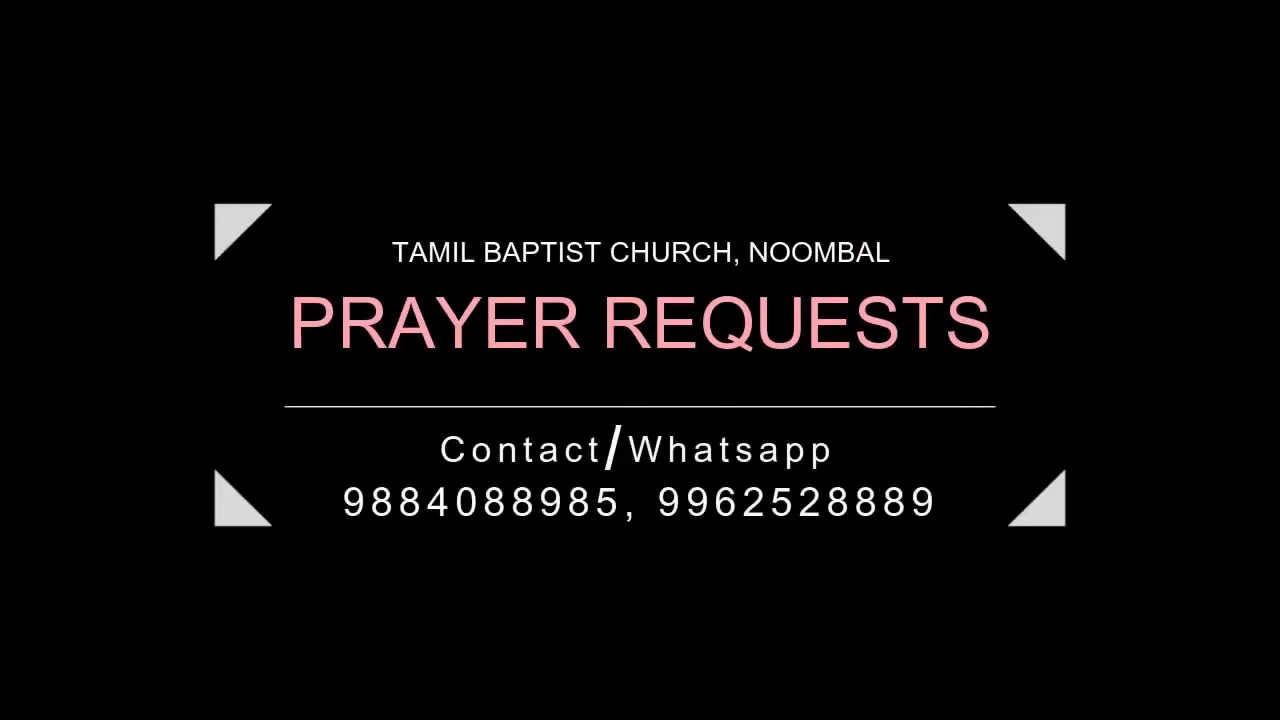 TAMIL BAPTIST CHURCH, NOOMBAL
PRAYER REQUESTS
Contact/Whatsapp
9884088985, 9962528889